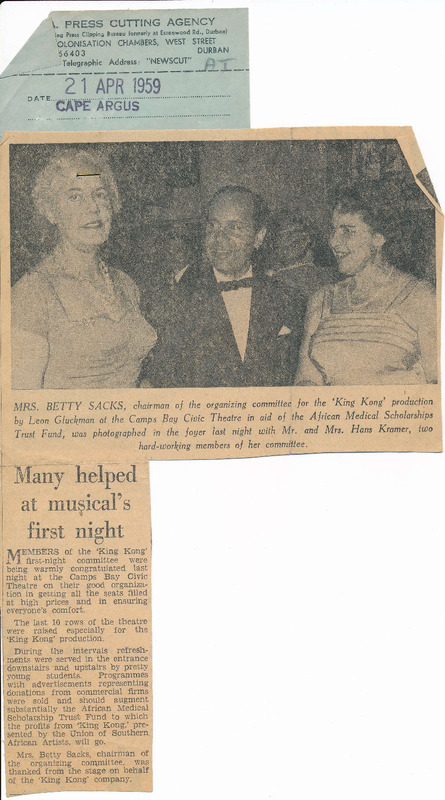 A. PRESS CUTTING AGENCY
ing Press Clipping Bureau formerly at Essenwood Rd., Durban)
OLONISATION CHAMBERS, WEST STREET
56403 DURBAN
Telegraphic Address: "NEWSCUT"
AI
21 APR 1959
DATE
CAPE ARGUS
MRS. BETTY SACKS, chairman of the organizing committee for the 'King Kong' production
by Leon Gluckman at the Camps Bay Civic Theatre in aid of the African Medical Scholarships
Trust Fund, was photographed in the foyer last night with Mr. and Mrs. Hans Kramer, two
hard-working members of her committee.
Many helped
at musical's
first night
MEMBERS of the 'King Kong'
first-night committee were
being warmly congratulated last
night at the Camps Bay Civic
Theatre on their good organiza-
tion in getting all the seats filled
at high prices and in ensuring
everyone's comfort.
The last 10 rows of the theatre
were raised especially for the
'King Kong' production.
During the intervals refresh-
ments were served in the entrance
downstairs and upstairs by pretty
young students. Programmes
with advertisements representing
donations from commercial firms
were sold and should augment
substantially the African Medical
Scholarship Trust Fund to which
the profits from 'King Kong,' pre-
sented by the Union of Southern
African Artists, will go.
Mrs. Betty Sacks, chairman of
the organizing committee, was
thanked from the stage on behalf
of the 'King Kong' company.